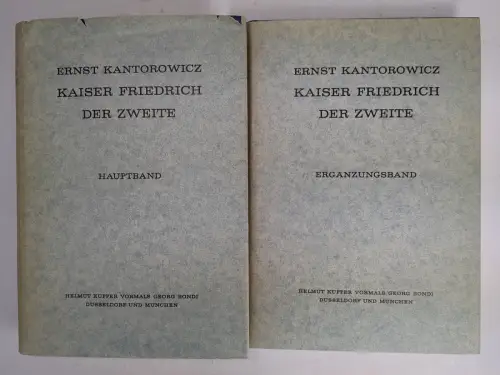 ERNST KANTOROWICZ
KAISER FRIEDRICH
DER ZWEITE
HAUPTBAND
HELMUT KÜPPER VORMALS GEORG BONDI
DÜSSELDORF UND MÜNCHEN
ERNST KANTOROWICZ
KAISER FRIEDRICH
DER ZWEITE
ERGÄNZUNGSBAND
HELMUT KÜPPER VORMALS GEORG BONDI
DÜSSELDORF UND MÜNCHEN